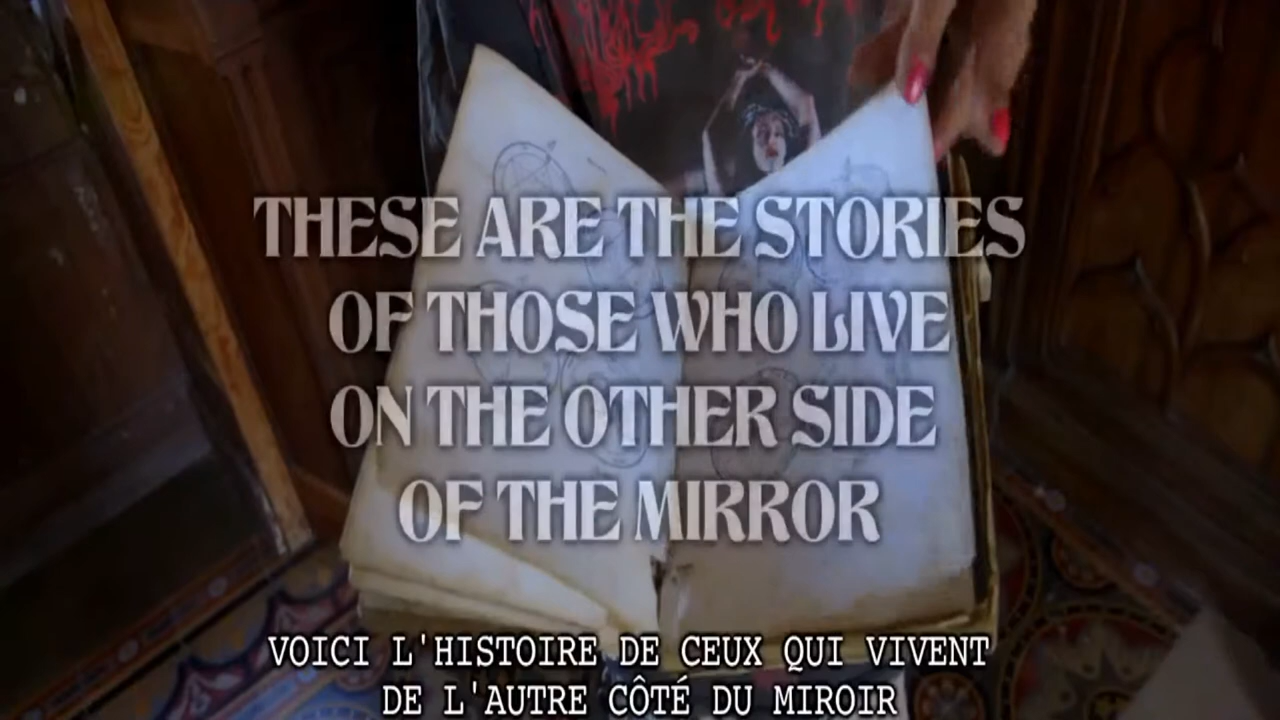 THESE ARE THE STORIES
OF THOSE WHO LIVE
ON THE OTHER SIDE
OF THE MIRROR
VOICI L'HISTOIRE DE CEUX QUI VIVENT
DE L'AUTRE CÔTÉ DU MIROIR